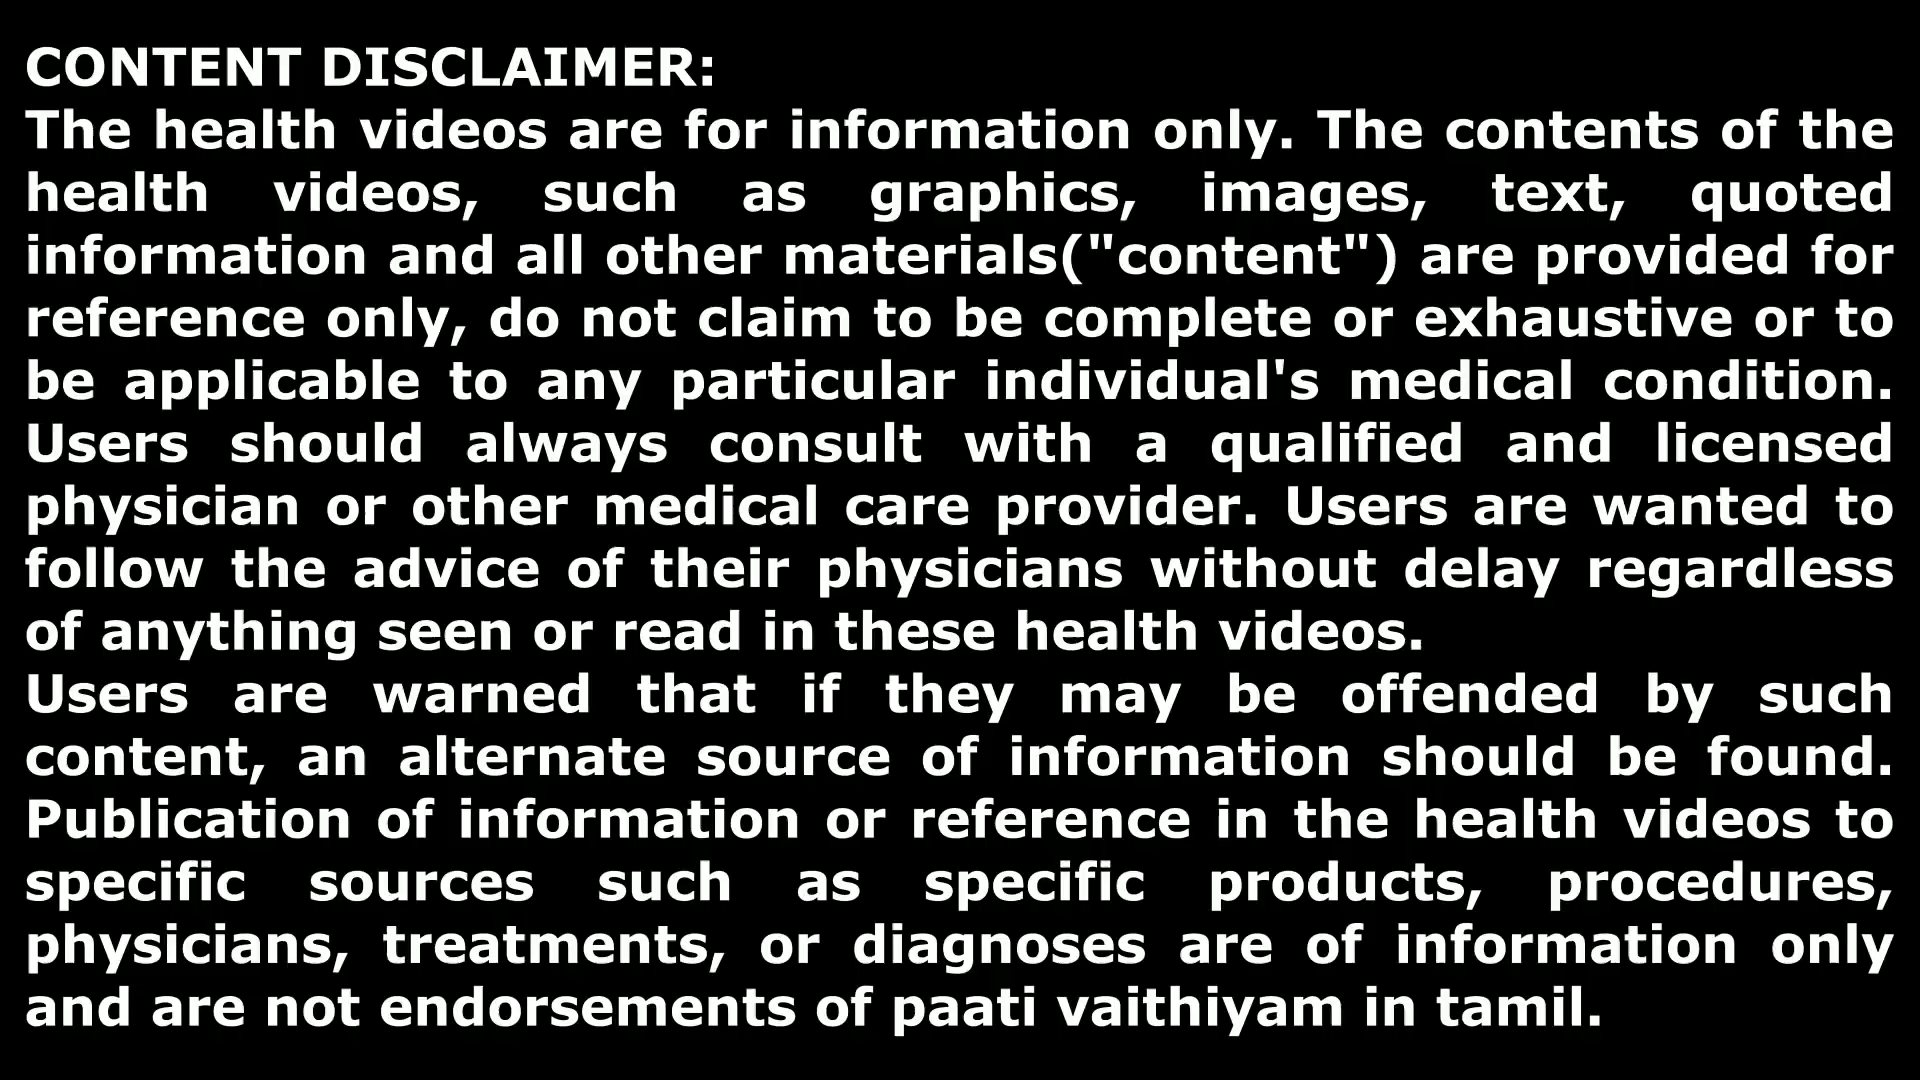 CONTENT DISCLAIMER:
The health videos are for information only. The contents of the
health videos, such as graphics, images, text, quoted
information and all other materials("content") are provided for
reference only, do not claim to be complete or exhaustive or to
be applicable to any particular individual's medical condition.
Users should always consult with a qualified and licensed
physician or other medical care provider. Users are wanted to
follow the advice of their physicians without delay regardless
of anything seen or read in these health videos.
Users are warned that if they may be offended by such
content, an alternate source of information should be found.
Publication of information or reference in the health videos to
specific sources such as specific products, procedures,
physicians, treatments, or diagnoses are of information only
and are not endorsements of paati vaithiyam in tamil.